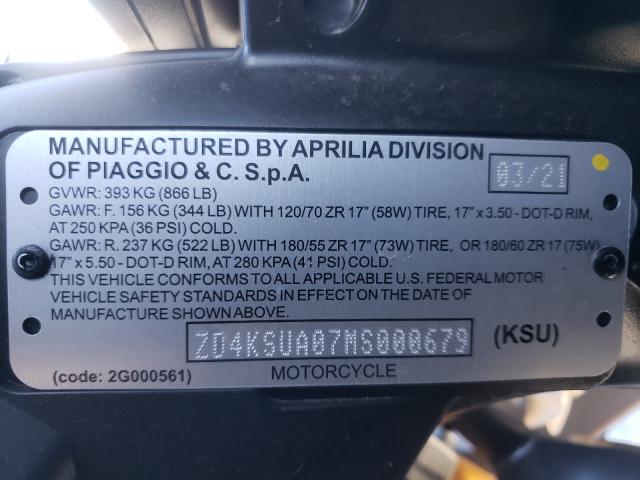 MANUFACTURED BY APRILIA DIVISION
OF PIAGGIO & C. S.p.A.
03/21
GVWR: 393 KG (866 LB)
GAWR: F. 156 KG (344 LB) WITH 120/70 ZR 17" (58W) TIRE, 17" x 3.50 - DOT-D RIM,
AT 250 KPA (36 PSI) COLD.
GAWR: R. 237 KG (522 LB) WITH 180/55 ZR 17" (73W) TIRE, OR 180/60 ZR 17 (75W)
17" x 5.50 - DOT-D RIM, AT 280 KPA (41 PSI) COLD.
THIS VEHICLE CONFORMS TO ALL APPLICABLE U.S. FEDERAL MOTOR
VEHICLE SAFETY STANDARDS IN EFFECT ON THE DATE OF
MANUFACTURE SHOWN ABOVE.
ZD4KSUA07MS000679
(KSU)
(code: 2G000561)
MOTORCYCLE